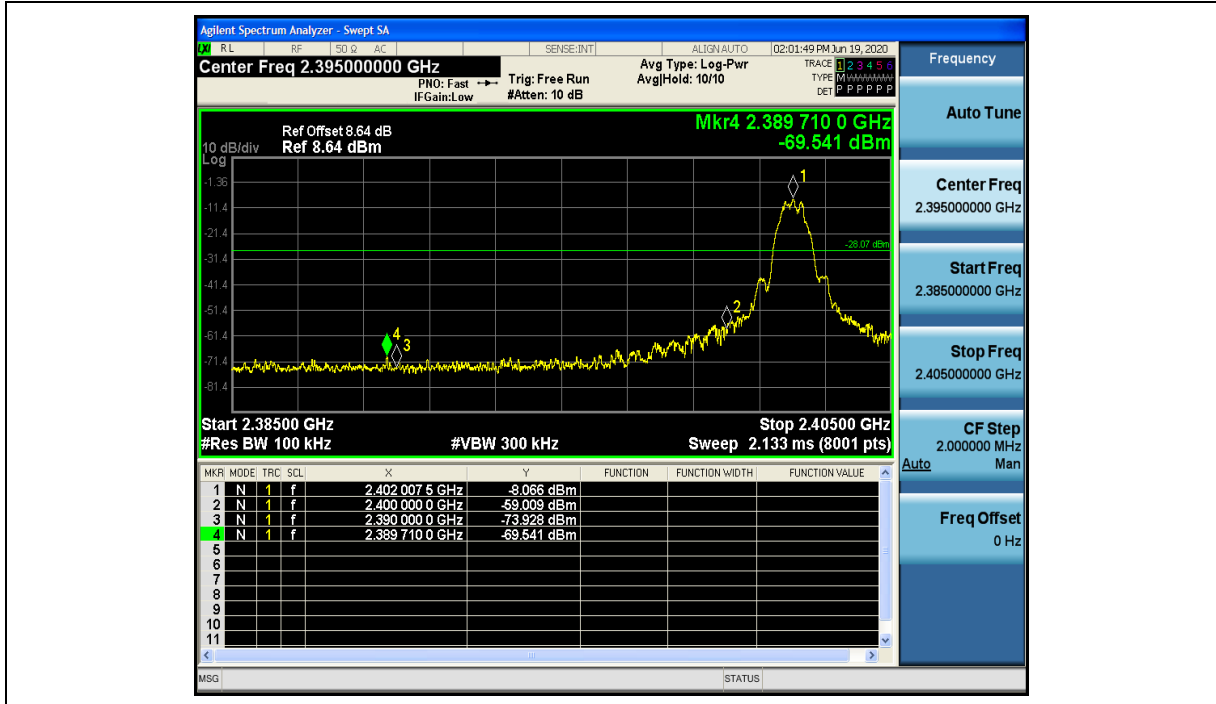 Agilent Spectrum Analyzer - Swept SA
LXI RL RF 50 Ω AC SENSE:INT ALIGN AUTO 02:01:49 PM Jun 19, 2020
Center Freq 2.395000000 GHz
PNO: Fast
IFGain:Low
Trig: Free Run
#Atten: 10 dB
Avg Type: Log-Pwr
Avg|Hold: 10/10
TRACE 1 2 3 4 5 6
TYPE M
DET P P P P P P
Mkr4 2.389 710 0 GHz
-69.541 dBm
Ref Offset 8.64 dB
10 dB/div Ref 8.64 dBm
Log
-1.36
-11.4
-21.4
-31.4
-41.4
-51.4
-61.4
-71.4
-81.4
1
-28.07 dBm
2
4
3
Start 2.38500 GHz Stop 2.40500 GHz
#Res BW 100 kHz #VBW 300 kHz Sweep 2.133 ms (8001 pts)
MKR MODE TRC SCL X Y FUNCTION FUNCTION WIDTH FUNCTION VALUE
1 N 1 f 2.402 007 5 GHz -8.066 dBm
2 N 1 f 2.400 000 0 GHz -59.009 dBm
3 N 1 f 2.390 000 0 GHz -73.928 dBm
4 N 1 f 2.389 710 0 GHz -69.541 dBm
5
6
7
8
9
10
11
MSG STATUS
Frequency
Auto Tune
Center Freq
2.395000000 GHz
Start Freq
2.385000000 GHz
Stop Freq
2.405000000 GHz
CF Step
2.000000 MHz
Auto Man
Freq Offset
0 Hz